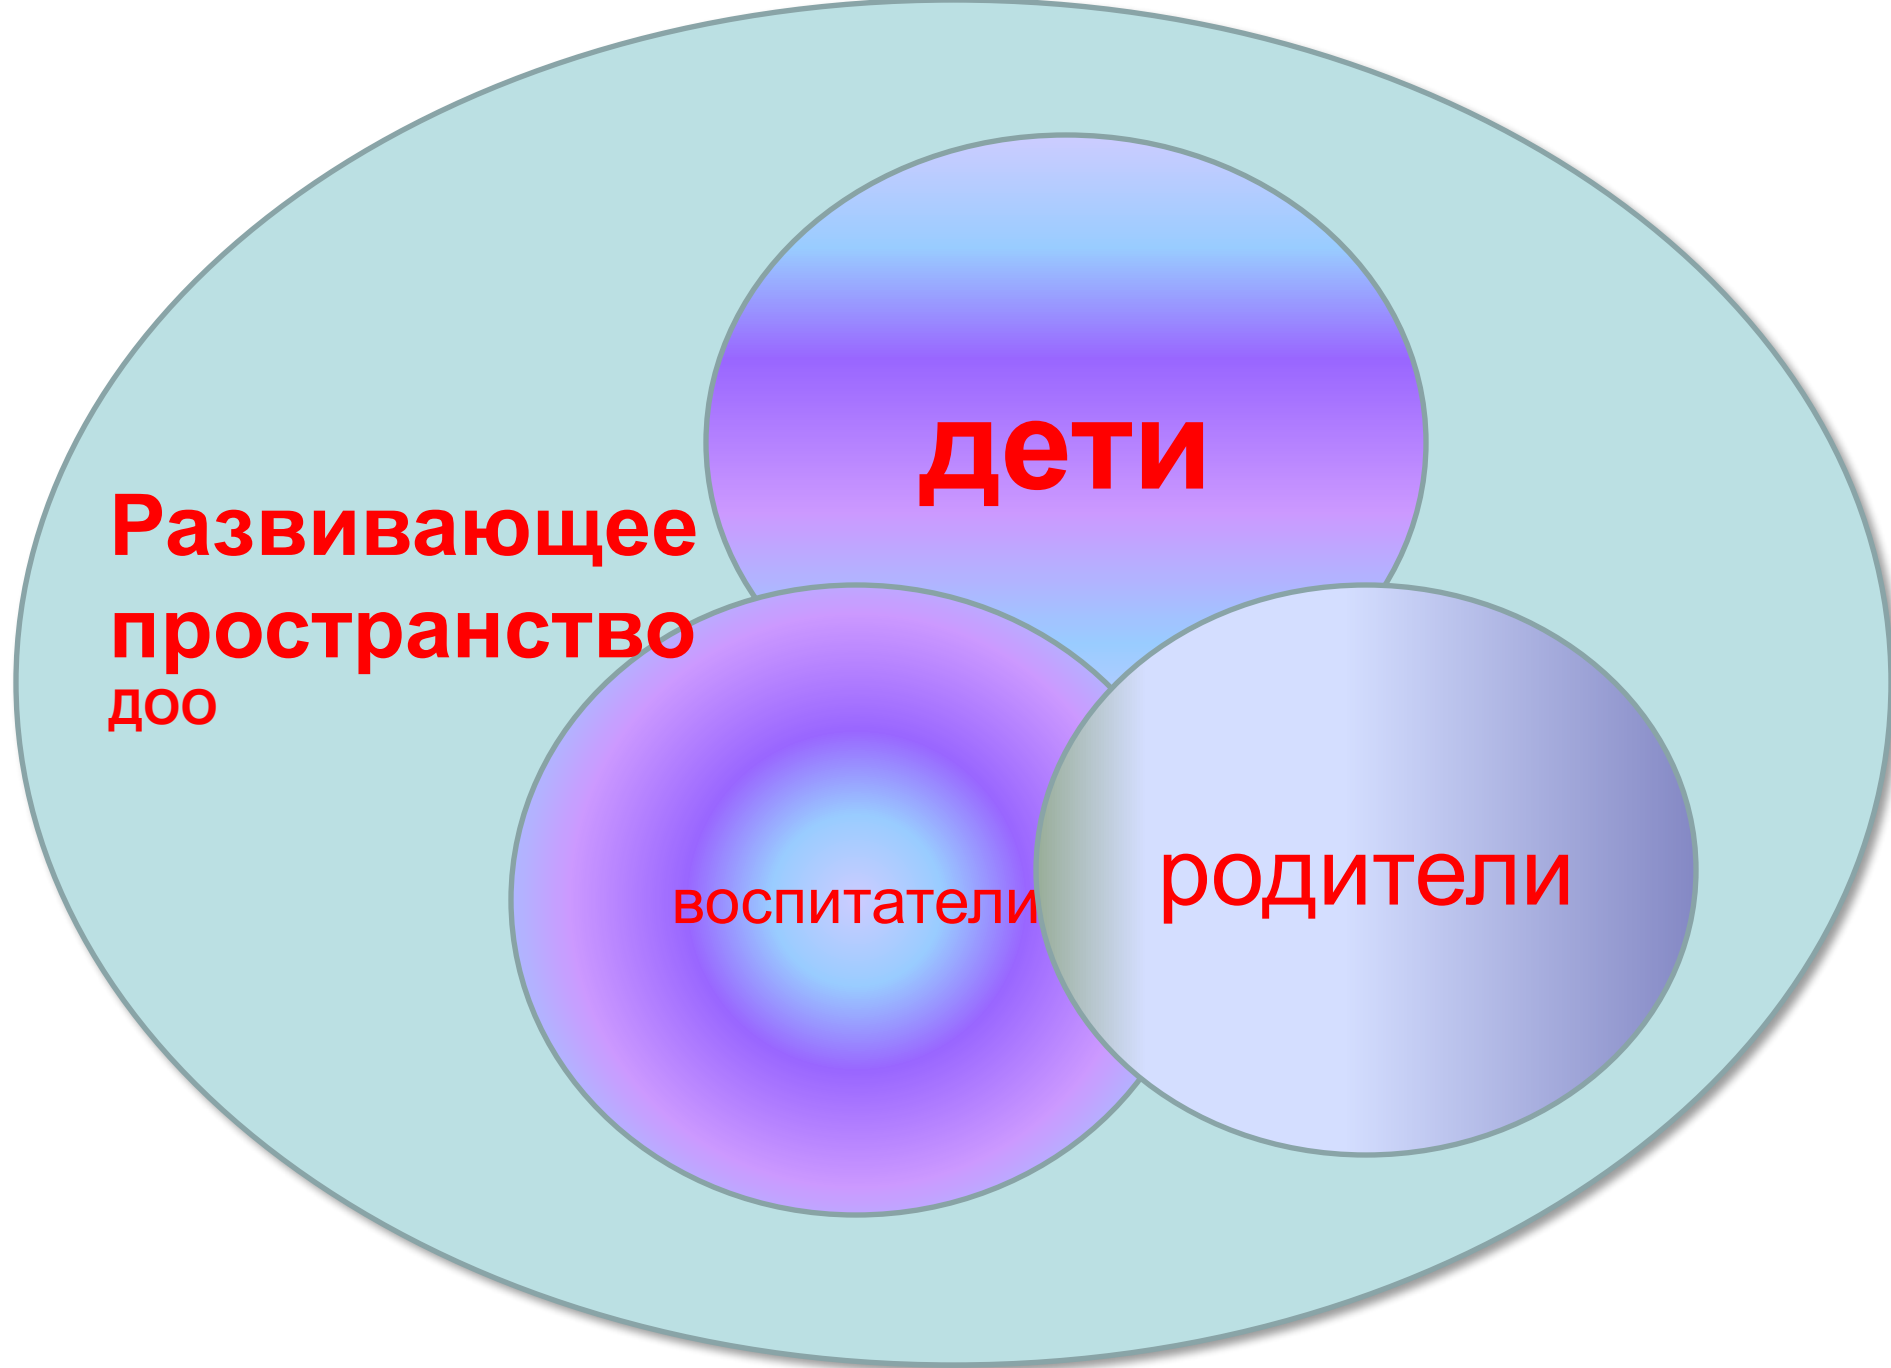 дети
Развивающее
пространство
ДОО
воспитатели
родители